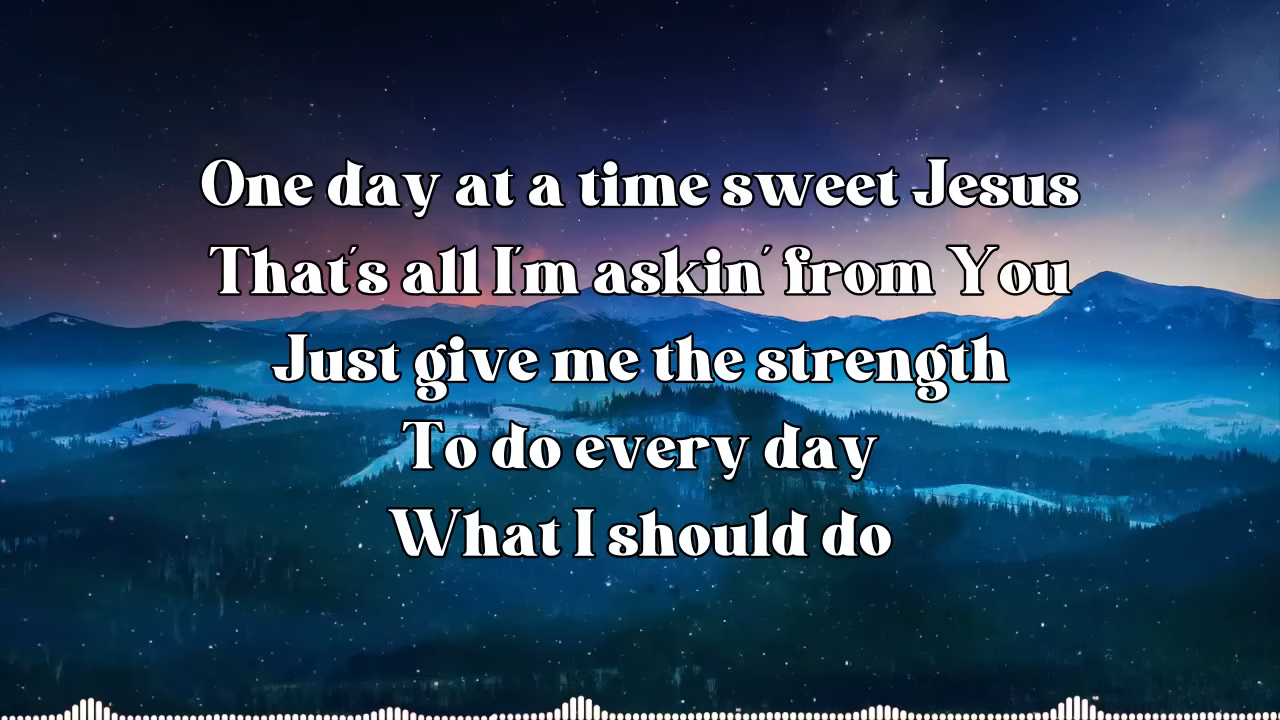 One day at a time sweet Jesus
That's all I'm askin' from You
Just give me the strength
To do every day
What I should do